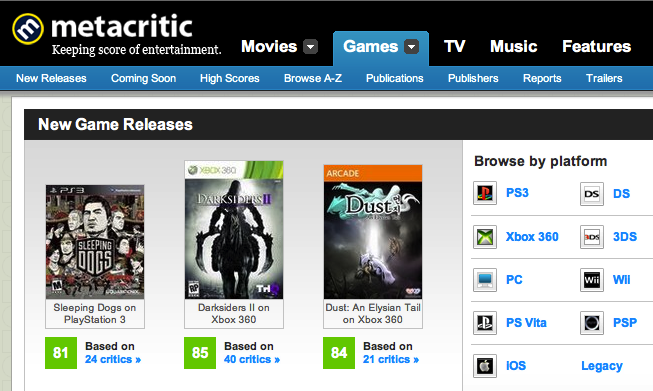 metacritic
Keeping score of entertainment.
Movies Games TV Music Features
New Releases Coming Soon High Scores Browse A-Z Publications Publishers Reports Trailers
New Game Releases
PS3
SLEEPING DOGS
XBOX 360
DARKSIDERS II
THQ
ARCADE
Dust
Sleeping Dogs on
PlayStation 3
Darksiders II on
Xbox 360
Dust: An Elysian Tail
on Xbox 360
81 Based on
24 critics »
85 Based on
40 critics »
84 Based on
21 critics »
Browse by platform
PS3 DS DS
Xbox 360 3DS 3DS
PC Wii Wii
PS Vita PSP
iOS Legacy